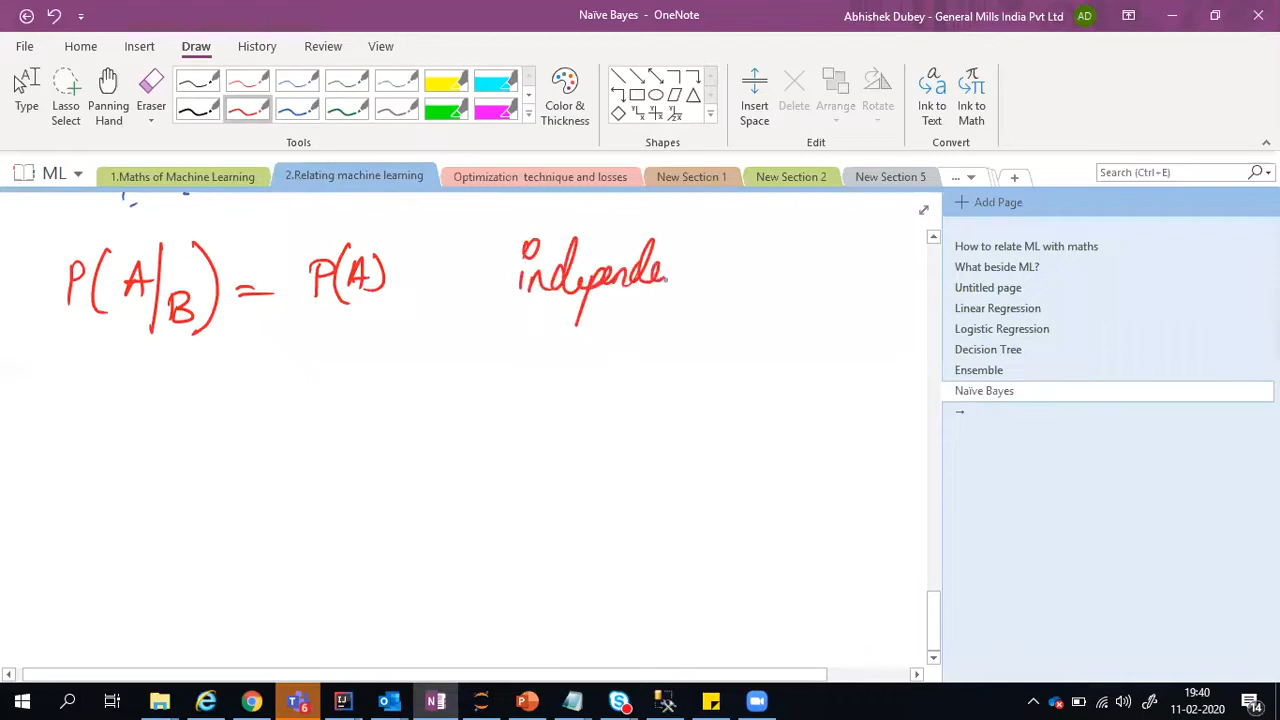 Naïve Bayes - OneNote
Abhishek Dubey - General Mills India Pvt Ltd AD
File Home Insert Draw History Review View
Type
Lasso Select
Panning Hand
Eraser
Color & Thickness
Insert Space
Delete
Arrange
Rotate
Ink to Text
Ink to Math
Tools Shapes Edit Convert
ML
1.Maths of Machine Learning
2.Relating machine learning
Optimization technique and losses
New Section 1
New Section 2
New Section 5
...
Search (Ctrl+E)
Add Page
How to relate ML with maths
What beside ML?
Untitled page
Linear Regression
Logistic Regression
Decision Tree
Ensemble
Naïve Bayes
P(A/B) = P(A) independe
19:40
11-02-2020
6
14